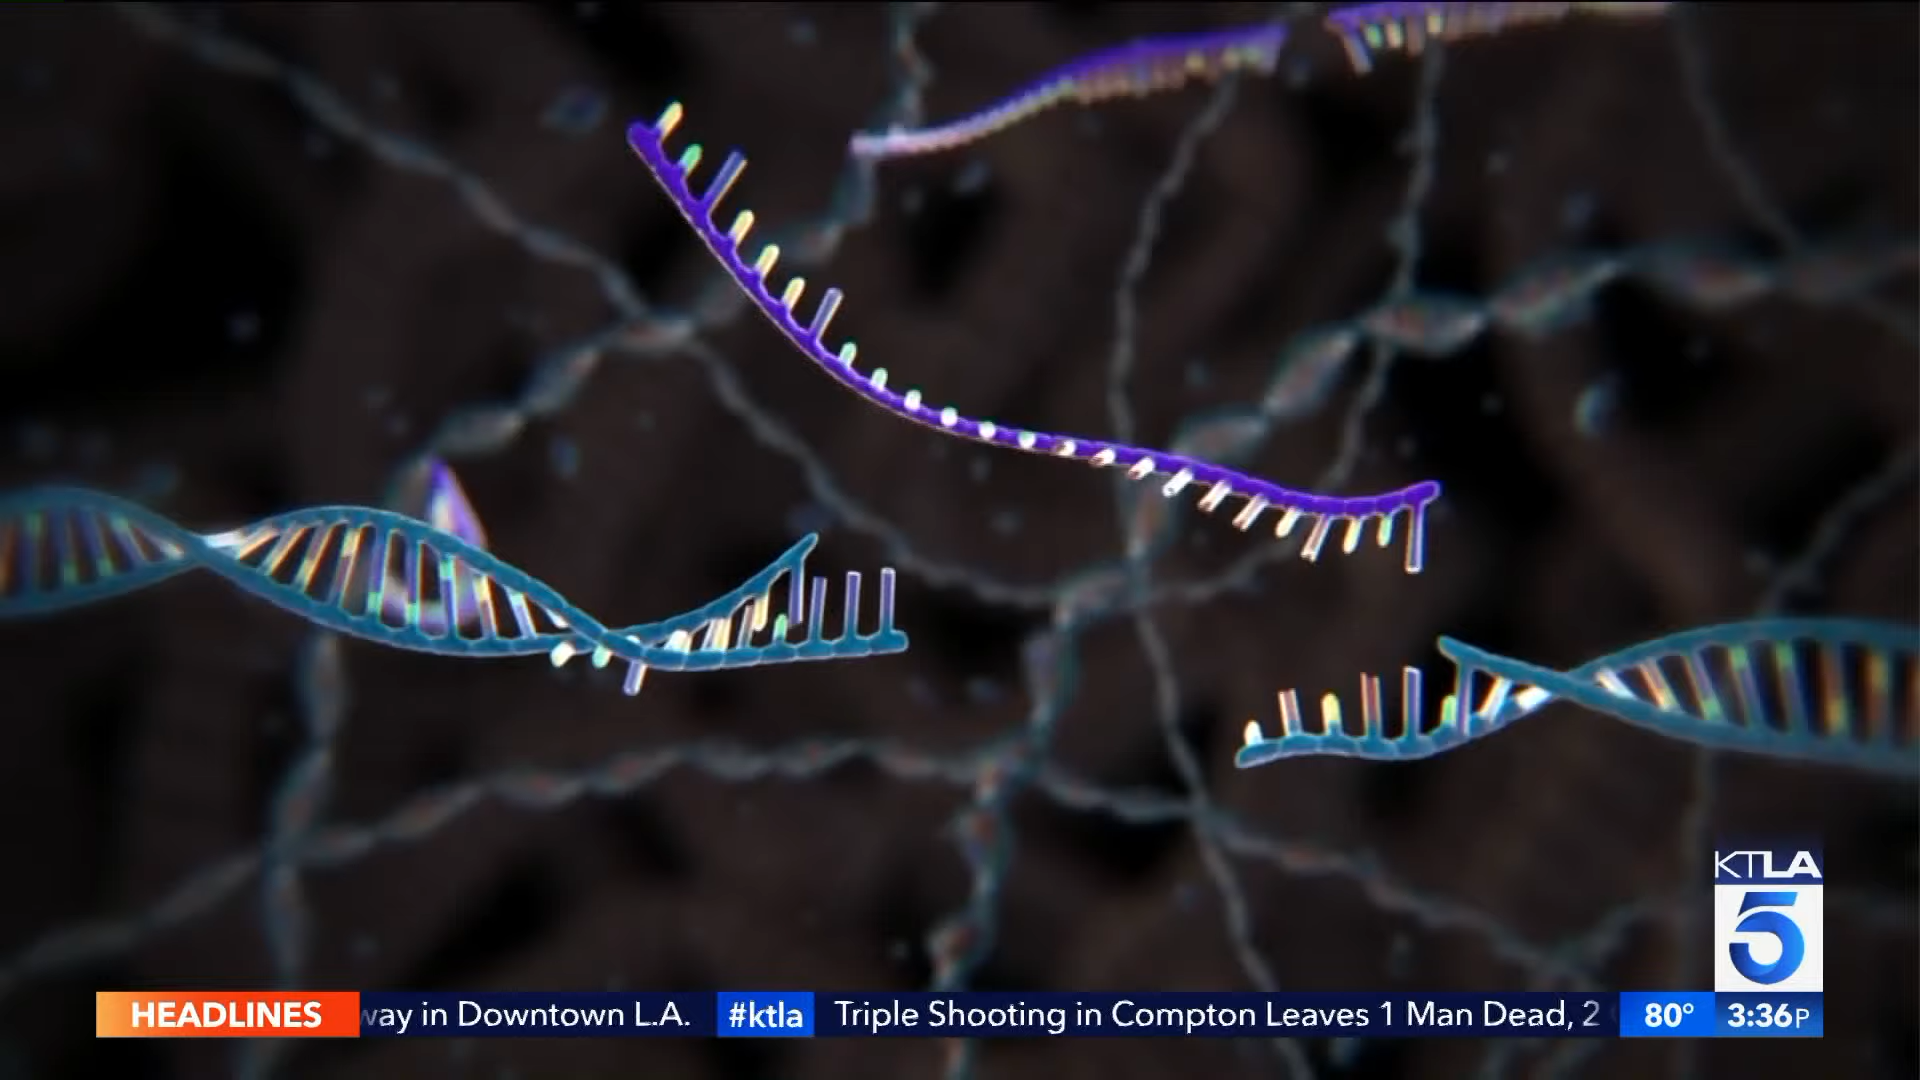 KTLA
5
HEADLINES
way in Downtown L.A. #ktla Triple Shooting in Compton Leaves 1 Man Dead, 2
80° 3:36P